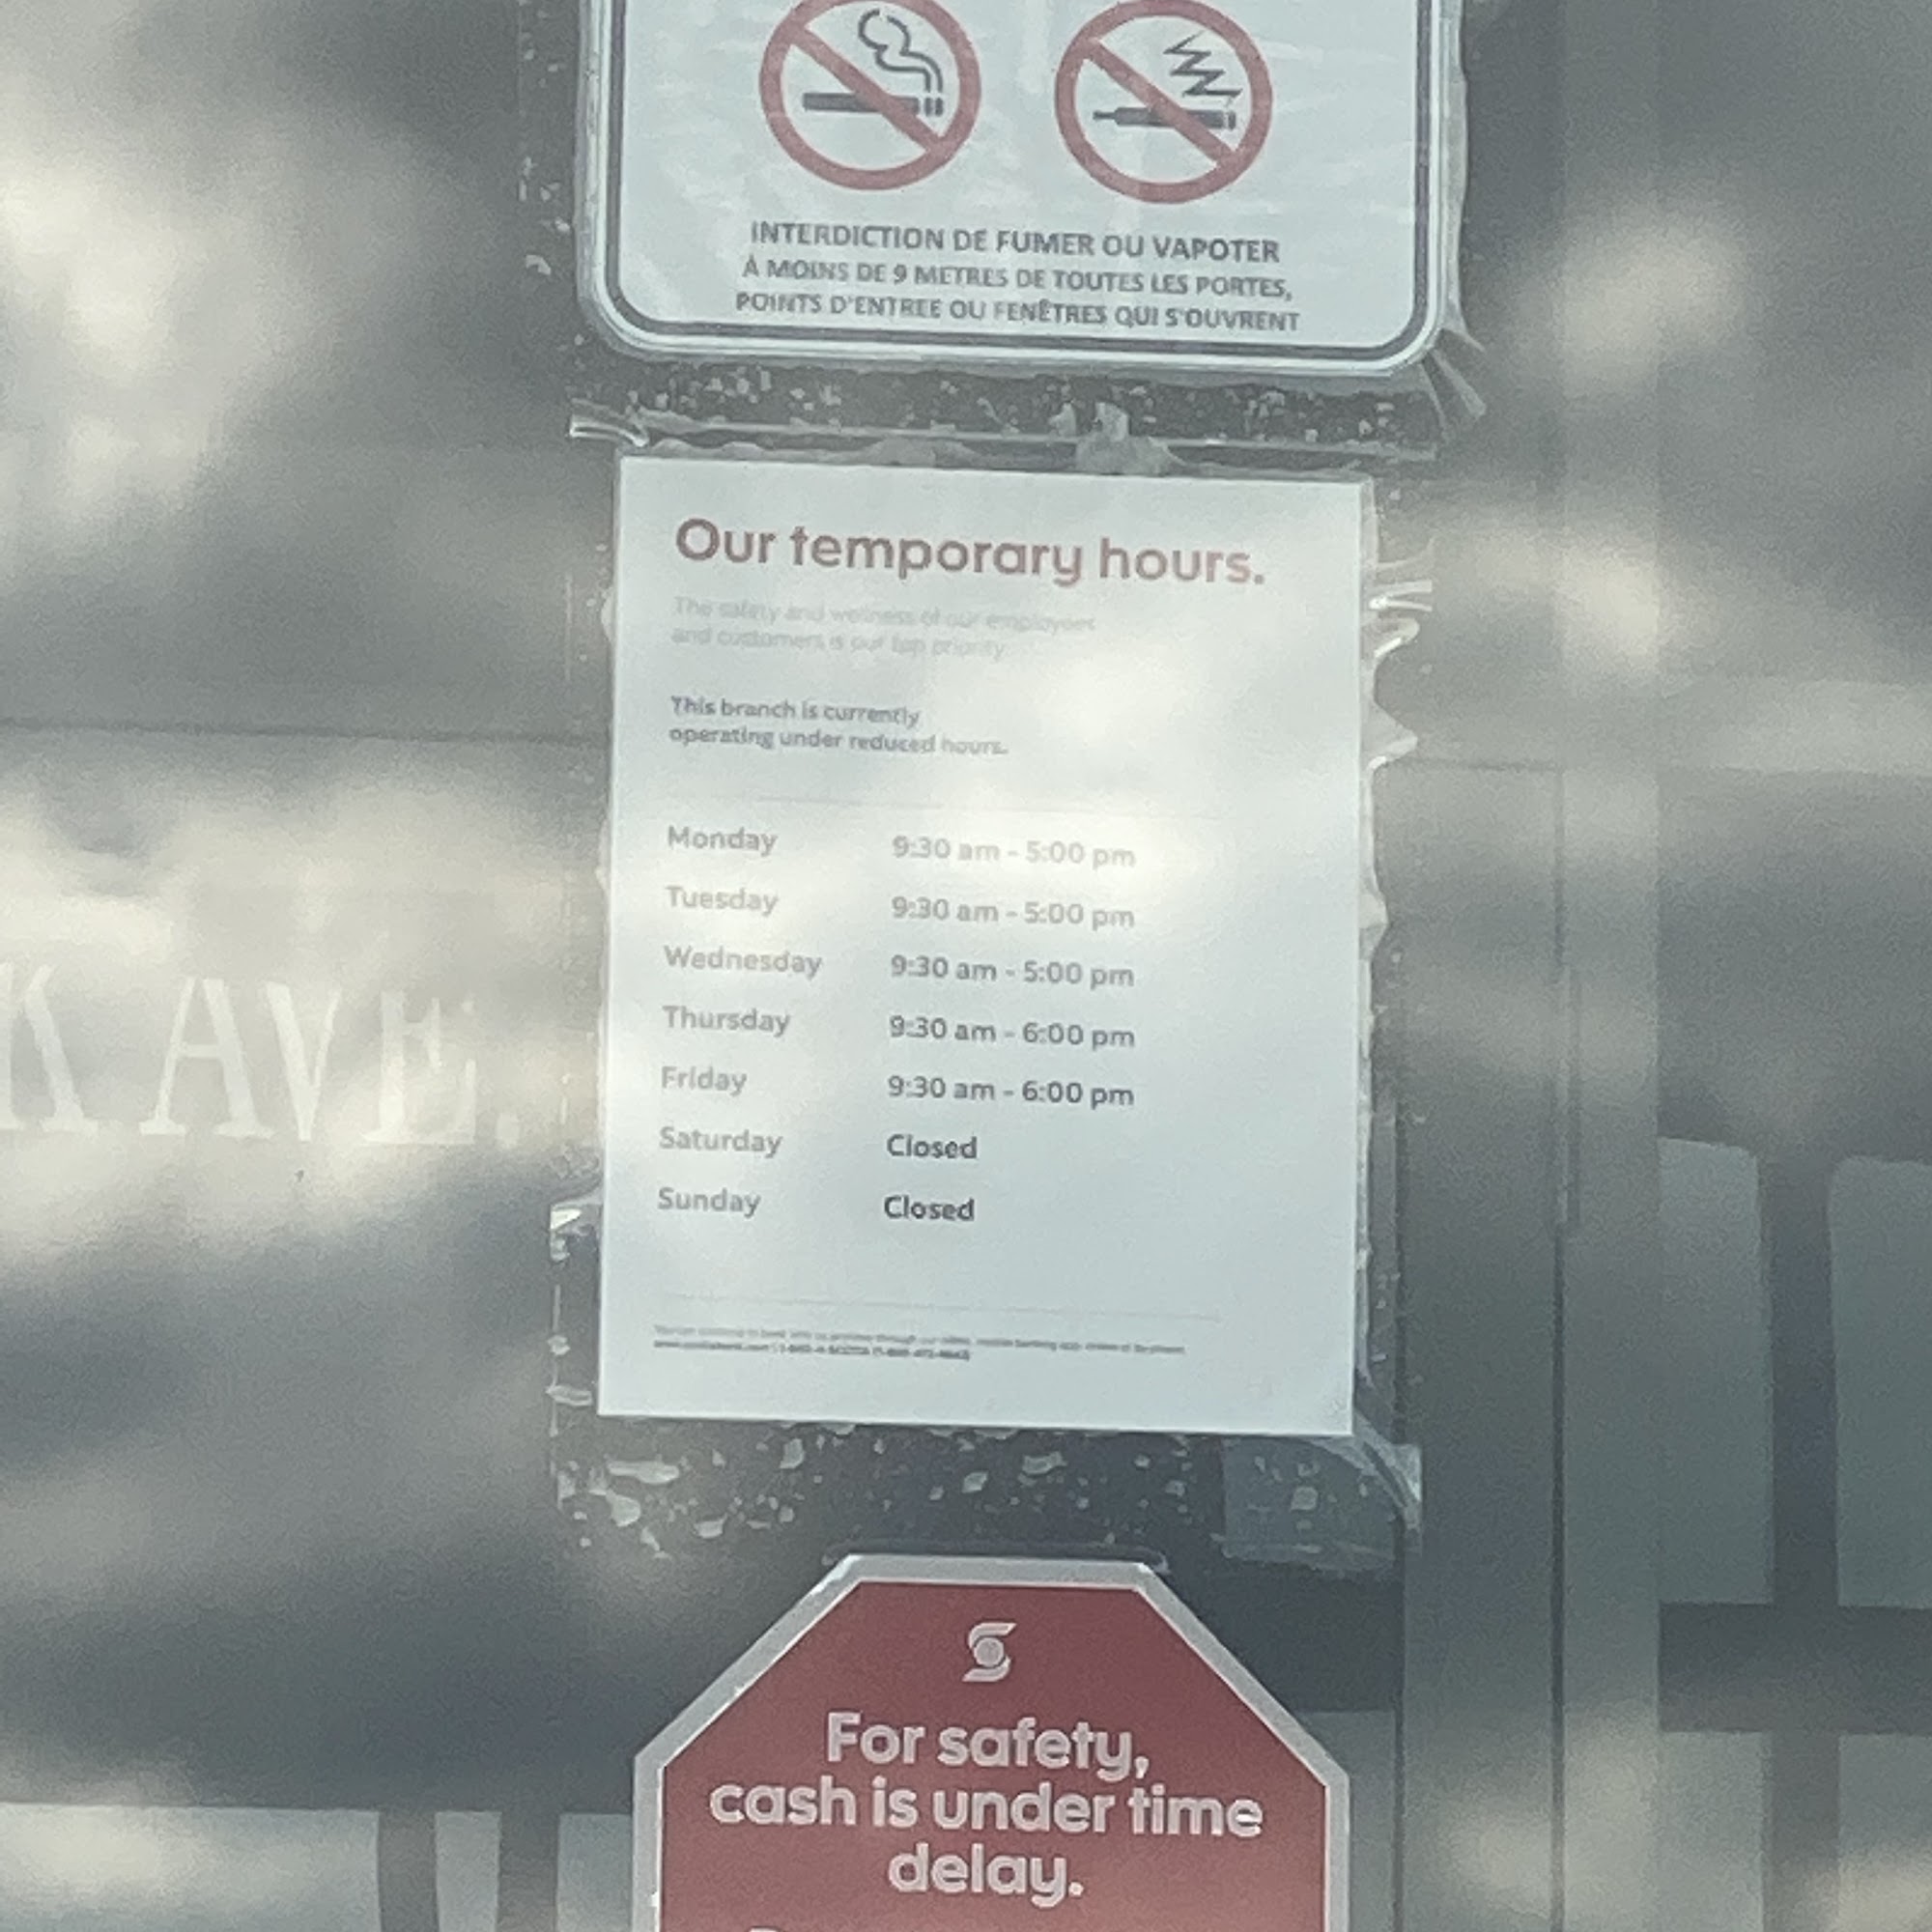 INTERDICTION DE FUMER OU VAPOTER
À MOINS DE 9 METRES DE TOUTES LES PORTES,
POINTS D'ENTREE OU FENÊTRES QUI S'OUVRENT
Our temporary hours.
The safety and wellness of our employees
and customers is our top priority
This branch is currently
operating under reduced hours.
Monday 9:30 am - 5:00 pm
Tuesday 9:30 am - 5:00 pm
Wednesday 9:30 am - 5:00 pm
K AVE.
Thursday 9:30 am - 6:00 pm
Friday 9:30 am - 6:00 pm
Saturday Closed
Sunday Closed
For safety,
cash is under time
delay.